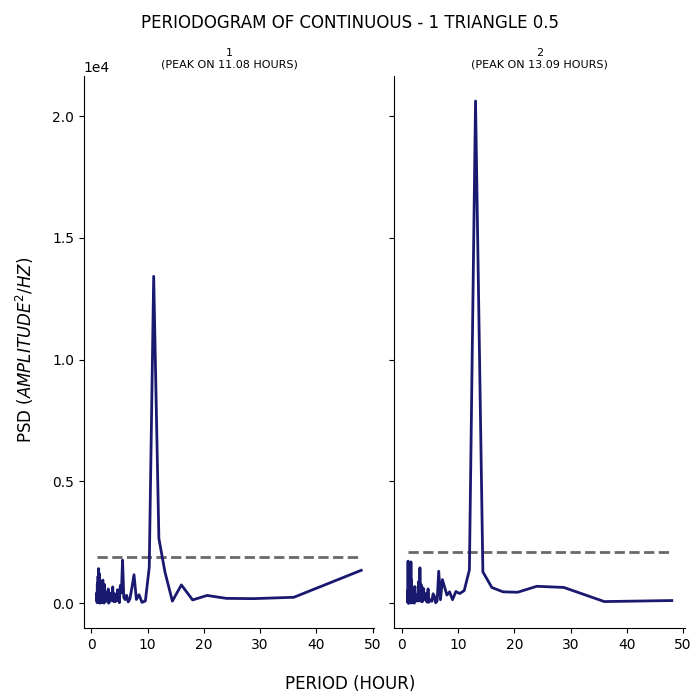 PERIODOGRAM OF CONTINUOUS - 1 TRIANGLE 0.5
1
(PEAK ON 11.08 HOURS)
2
(PEAK ON 13.09 HOURS)
1e4
2.0
1.5
1.0
0.5
0.0
PSD (AMPLITUDE²/HZ)
0 10 20 30 40 50
0 10 20 30 40 50
PERIOD (HOUR)